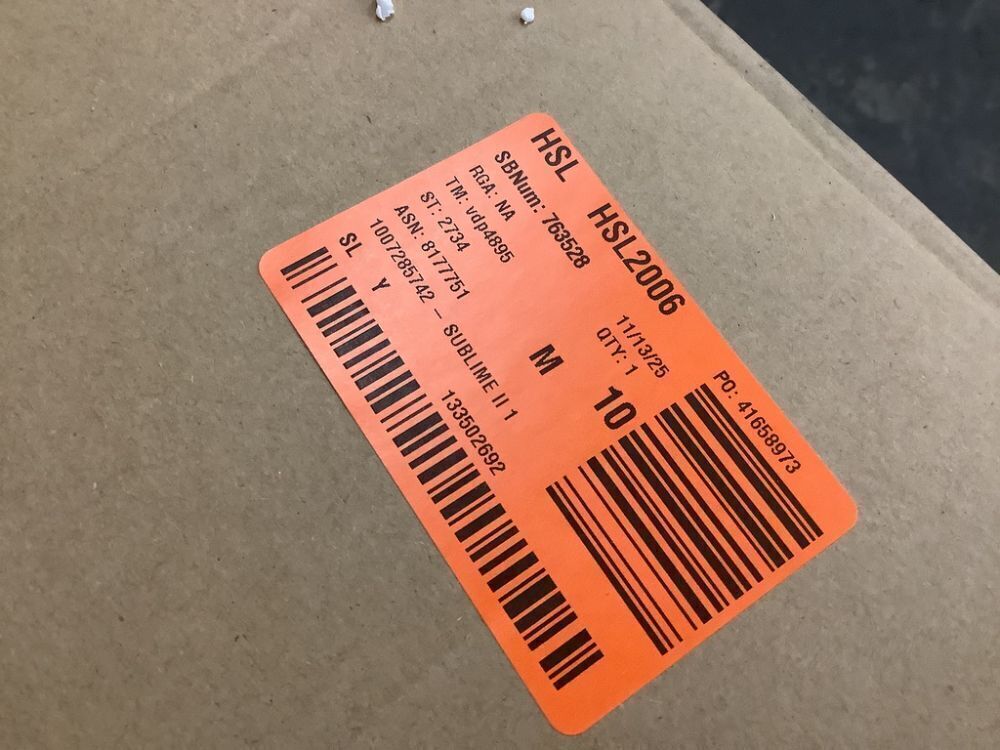 HSL HSL2006
SBNum: 763528
RGA: NA
11/13/25
PO: 41658973
TM: vdp4895
QTY: 1
ST: 2734
M 10
ASN: 8177751
1007285742 - SUBLIME II 1
SL Y 133502692